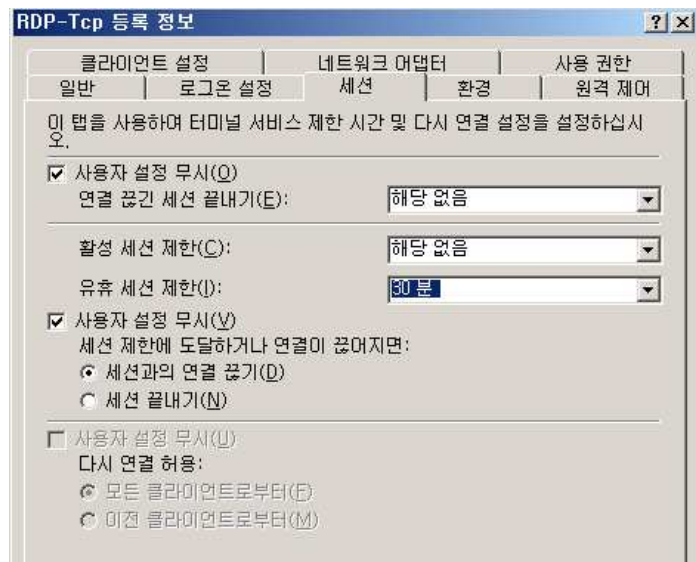 RDP-Tcp 등록 정보
클라이언트 설정 네트워크 어댑터 사용 권한
일반 로그온 설정 세션 환경 원격 제어
이 탭을 사용하여 터미널 서비스 제한 시간 및 다시 연결 설정을 설정하십시
오.
사용자 설정 무시(O)
연결 끊긴 세션 끝내기(E): 해당 없음
활성 세션 제한(C): 해당 없음
유휴 세션 제한(I): 30 분
사용자 설정 무시(V)
세션 제한에 도달하거나 연결이 끊어지면:
세션과의 연결 끊기(D)
세션 끝내기(N)
사용자 설정 무시(U)
다시 연결 허용:
모든 클라이언트로부터(F)
이전 클라이언트로부터(M)